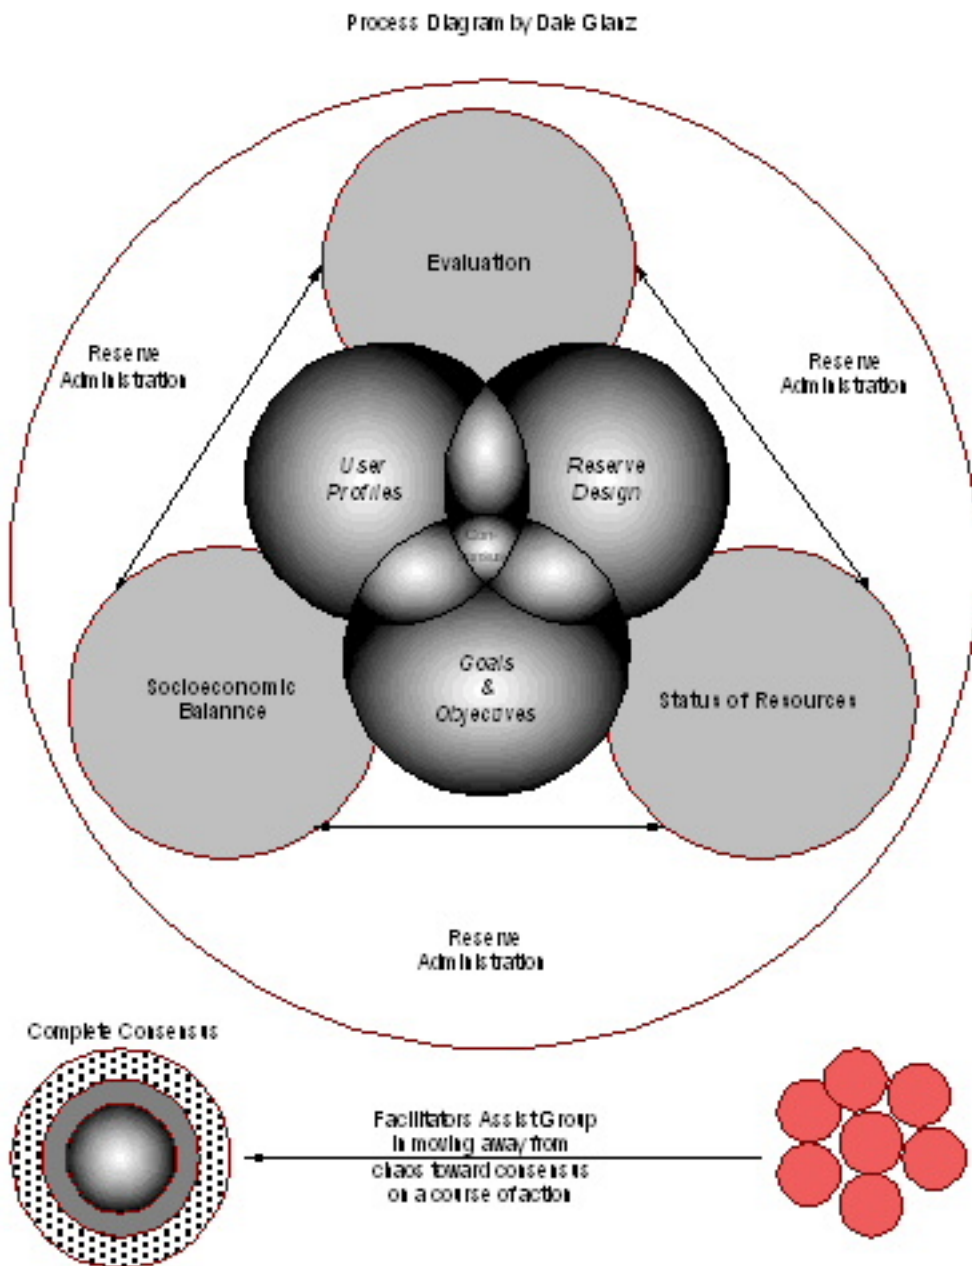 Process Diagram by Dale Glanz
Evaluation
Reserve
Administration
Reserve
Administration
User
Profiles
Reserve
Design
Con-
sensus
Goals
&
Objectives
Socioeconomic
Balannce
Status of Resources
Reserve
Administration
Complete Consensus
Facilitators Assist Group
in moving away from
chaos toward consensus
on a course of action